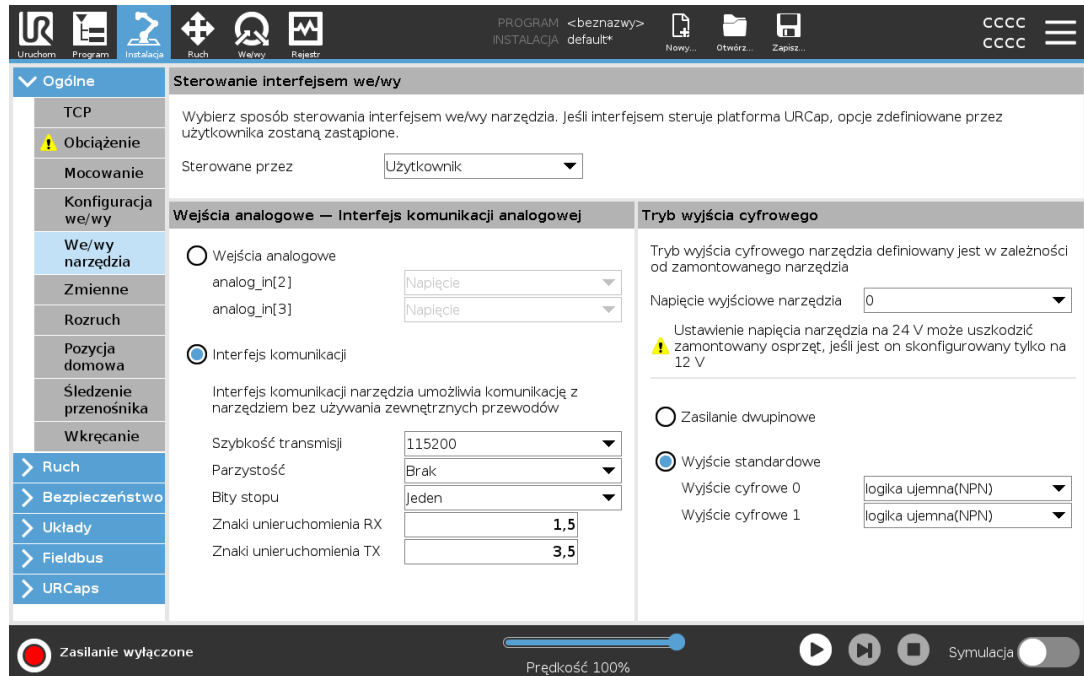 PROGRAM <beznazwy>
INSTALACJA default*
CCCC
CCCC
Uruchom Program Instalacja Ruch We/wy Rejestr Nowy... Otwórz... Zapisz...
Ogólne
TCP
Obciążenie
Mocowanie
Konfiguracja
we/wy
We/wy
narzędzia
Zmienne
Rozruch
Pozycja
domowa
Śledzenie
przenośnika
Wkręcanie
Ruch
Bezpieczeństwo
Układy
Fieldbus
URCaps
Sterowanie interfejsem we/wy
Wybierz sposób sterowania interfejsem we/wy narzędzia. Jeśli interfejsem steruje platforma URCap, opcje zdefiniowane przez
użytkownika zostaną zastąpione.
Sterowane przez Użytkownik
Wejścia analogowe — Interfejs komunikacji analogowej
Wejścia analogowe
analog_in[2] Napięcie
analog_in[3] Napięcie
Interfejs komunikacji
Interfejs komunikacji narzędzia umożliwia komunikację z
narzędziem bez używania zewnętrznych przewodów
Szybkość transmisji 115200
Parzystość Brak
Bity stopu Jeden
Znaki unieruchomienia RX 1,5
Znaki unieruchomienia TX 3,5
Tryb wyjścia cyfrowego
Tryb wyjścia cyfrowego narzędzia definiowany jest w zależności
od zamontowanego narzędzia
Napięcie wyjściowe narzędzia 0
Ustawienie napięcia narzędzia na 24 V może uszkodzić
zamontowany osprzęt, jeśli jest on skonfigurowany tylko na
12 V
Zasilanie dwupinowe
Wyjście standardowe
Wyjście cyfrowe 0 logika ujemna(NPN)
Wyjście cyfrowe 1 logika ujemna(NPN)
Zasilanie wyłączone
Prędkość 100%
Symulacja